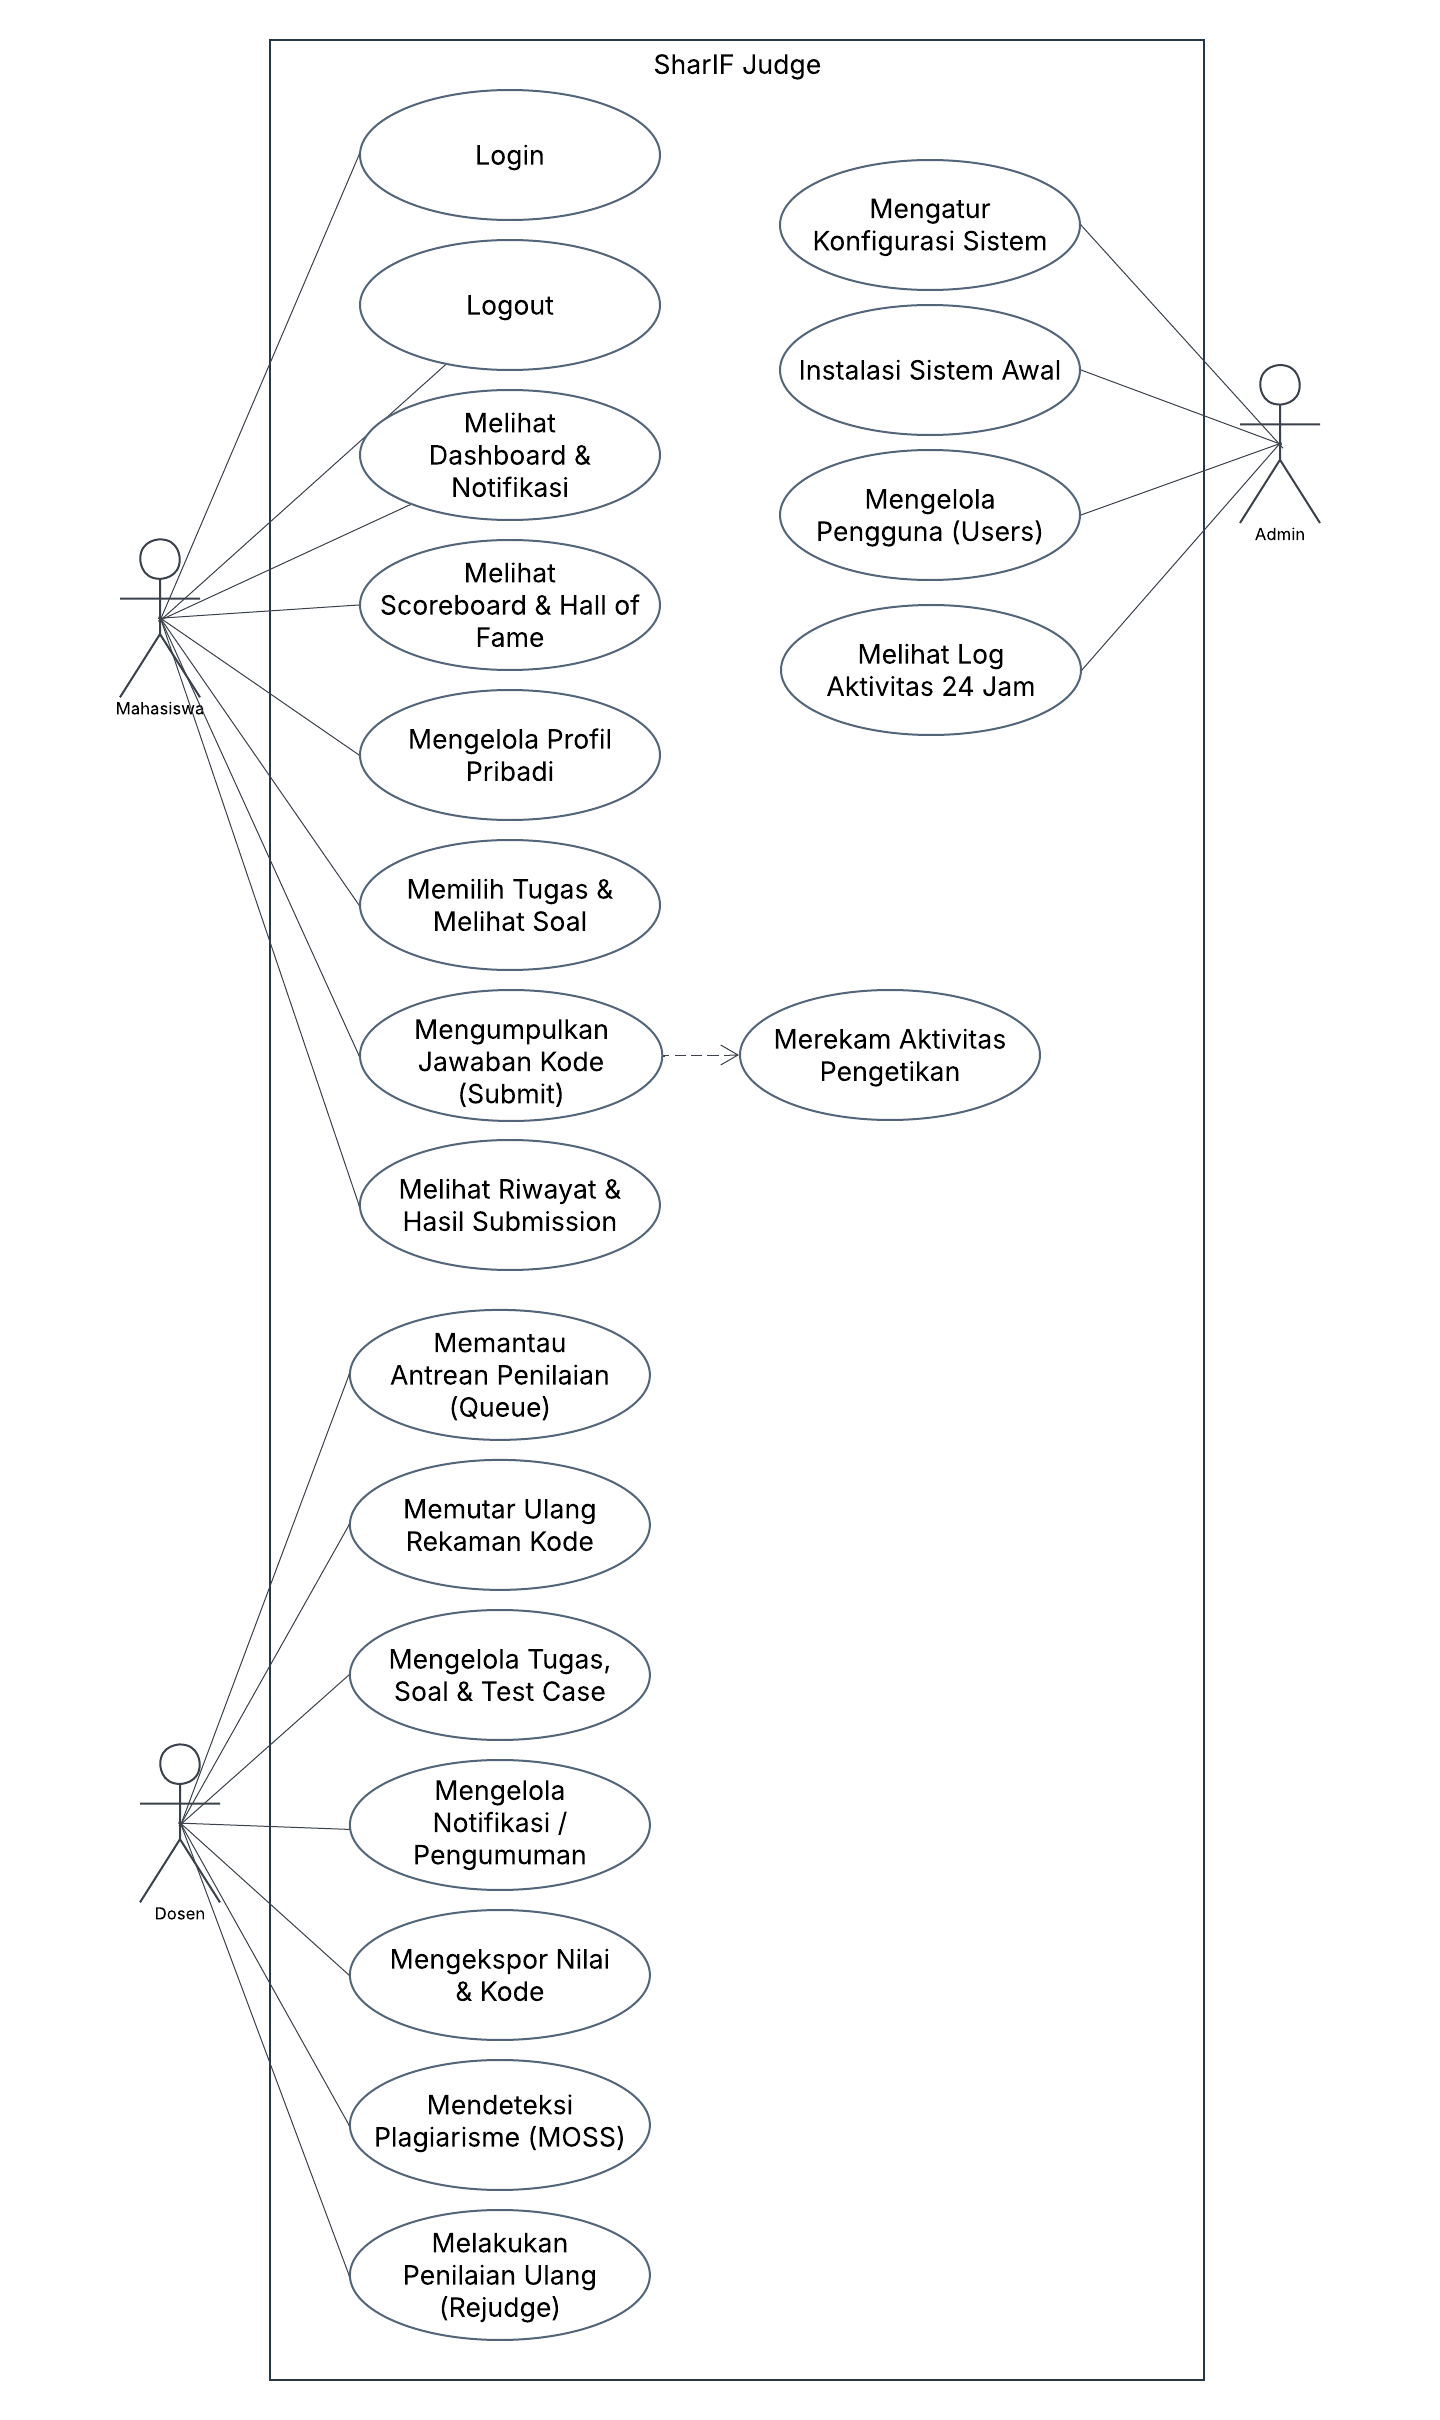 SharIF Judge
Login
Logout
Melihat
Dashboard &
Notifikasi
Melihat
Scoreboard & Hall of
Fame
Mengelola Profil
Pribadi
Memilih Tugas &
Melihat Soal
Mengumpulkan
Jawaban Kode
(Submit)
Merekam Aktivitas
Pengetikan
Melihat Riwayat &
Hasil Submission
Mahasiswa
Mengatur
Konfigurasi Sistem
Instalasi Sistem Awal
Mengelola
Pengguna (Users)
Melihat Log
Aktivitas 24 Jam
Admin
Memantau
Antrean Penilaian
(Queue)
Memutar Ulang
Rekaman Kode
Mengelola Tugas,
Soal & Test Case
Mengelola
Notifikasi /
Pengumuman
Mengekspor Nilai
& Kode
Mendeteksi
Plagiarisme (MOSS)
Melakukan
Penilaian Ulang
(Rejudge)
Dosen